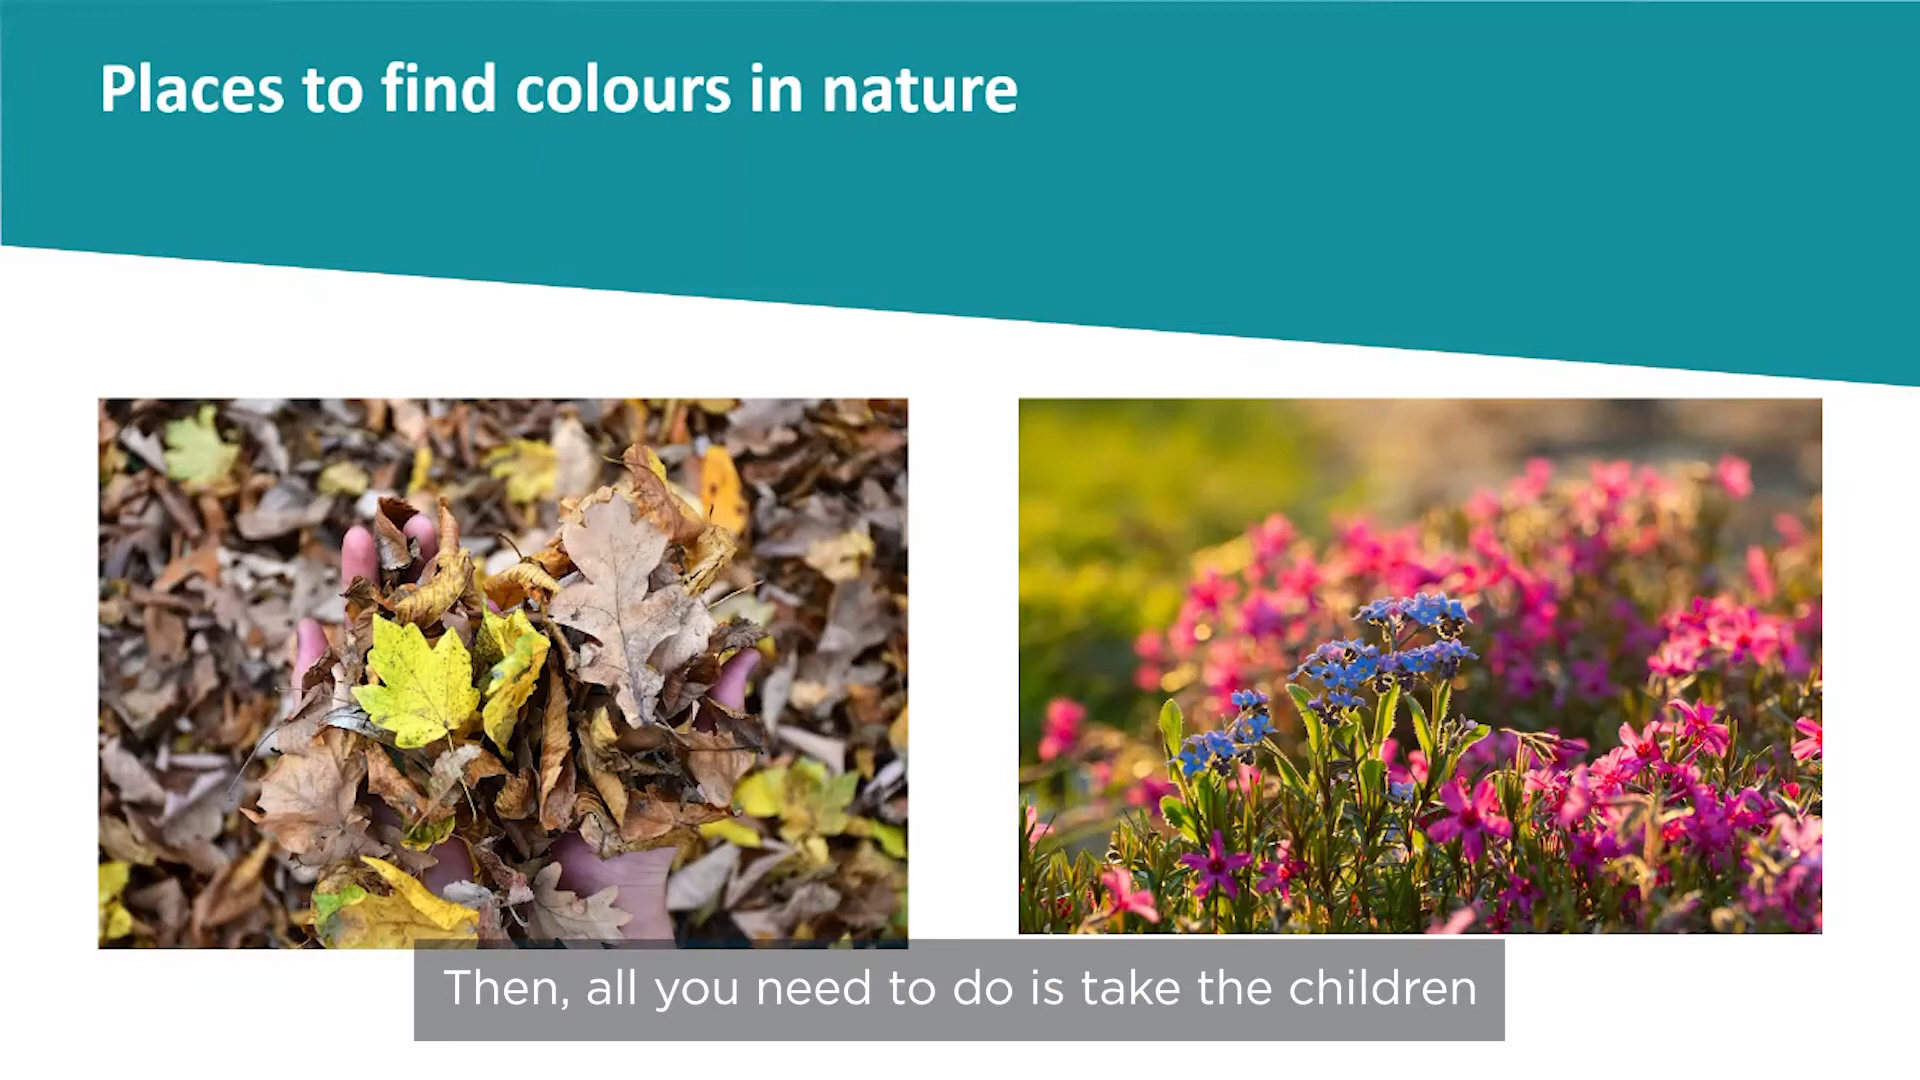 Places to find colours in nature
Then, all you need to do is take the children